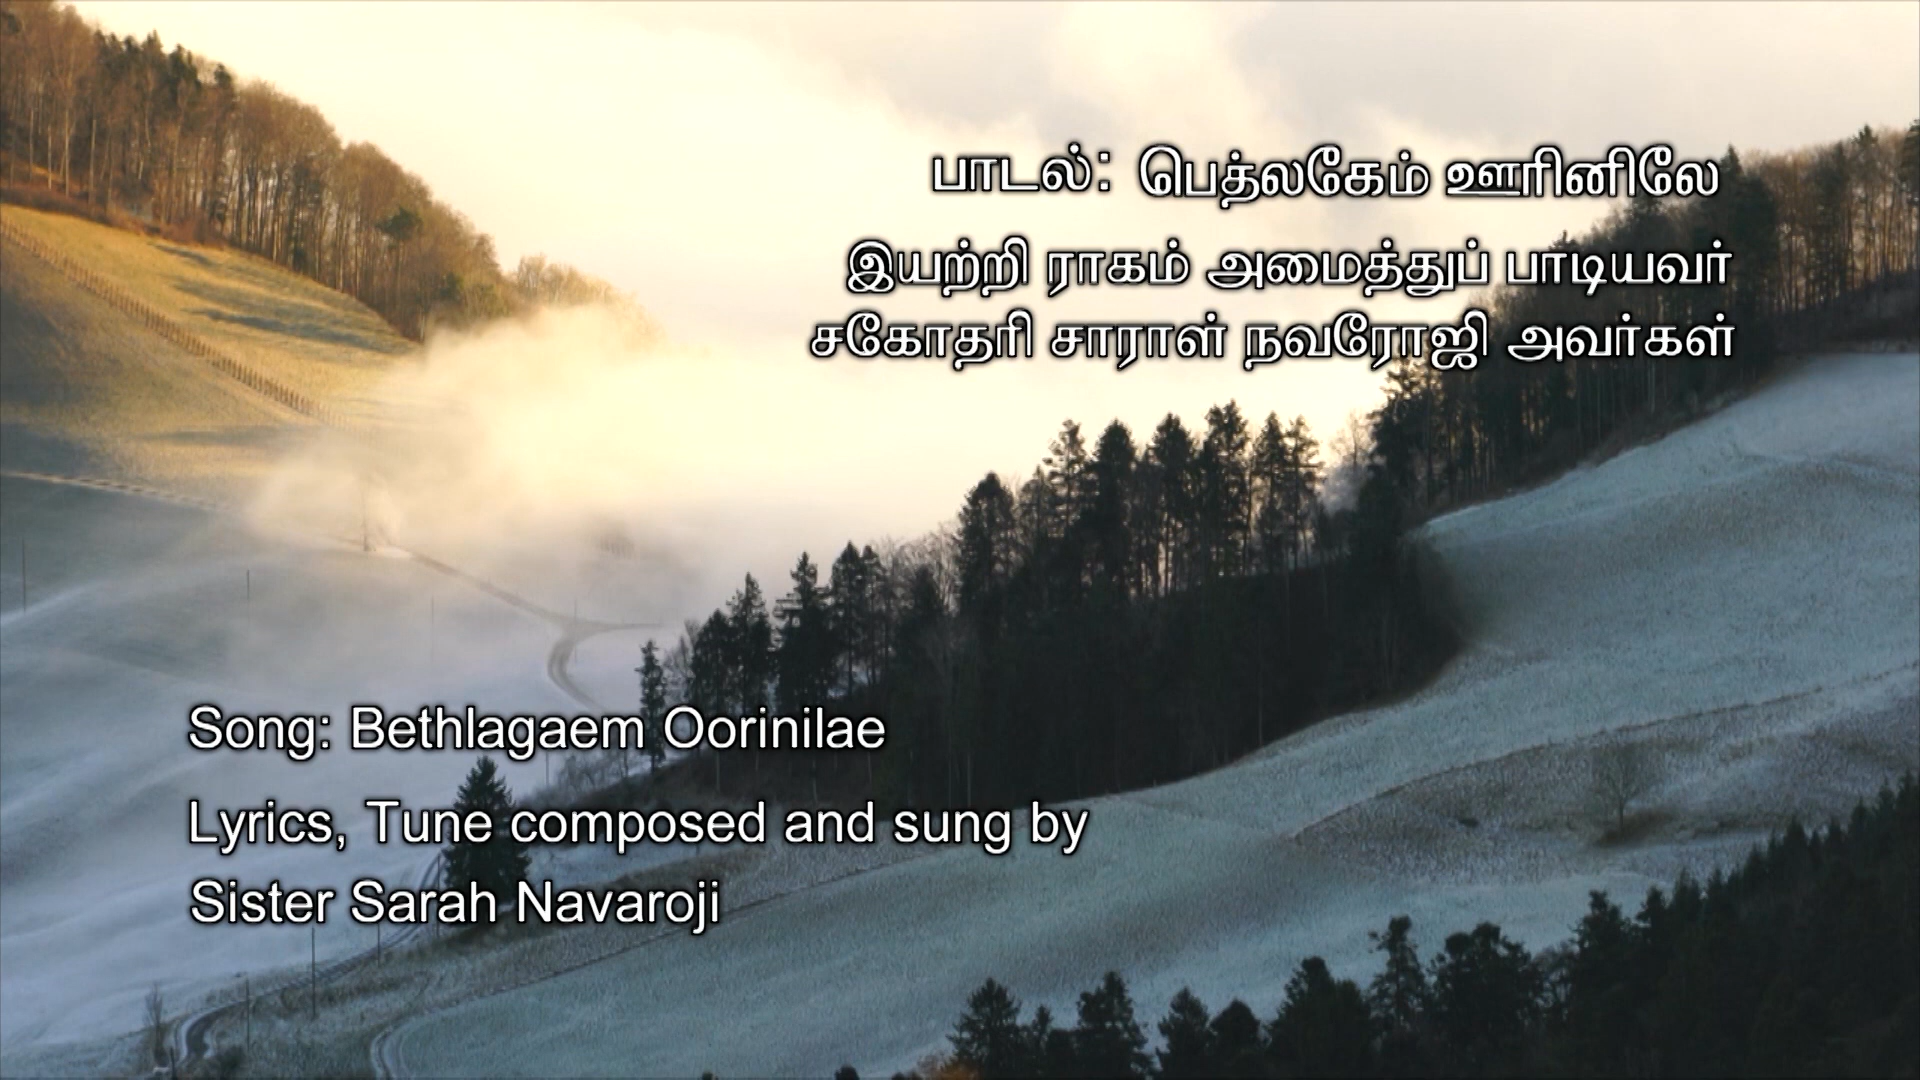 பாடல்: பெத்லகேம் ஊரினிலே
இயற்றி ராகம் அமைத்துப் பாடியவர்
சகோதரி சாராள் நவரோஜி அவர்கள்
Song: Bethlagaem Oorinilae
Lyrics, Tune composed and sung by
Sister Sarah Navaroji